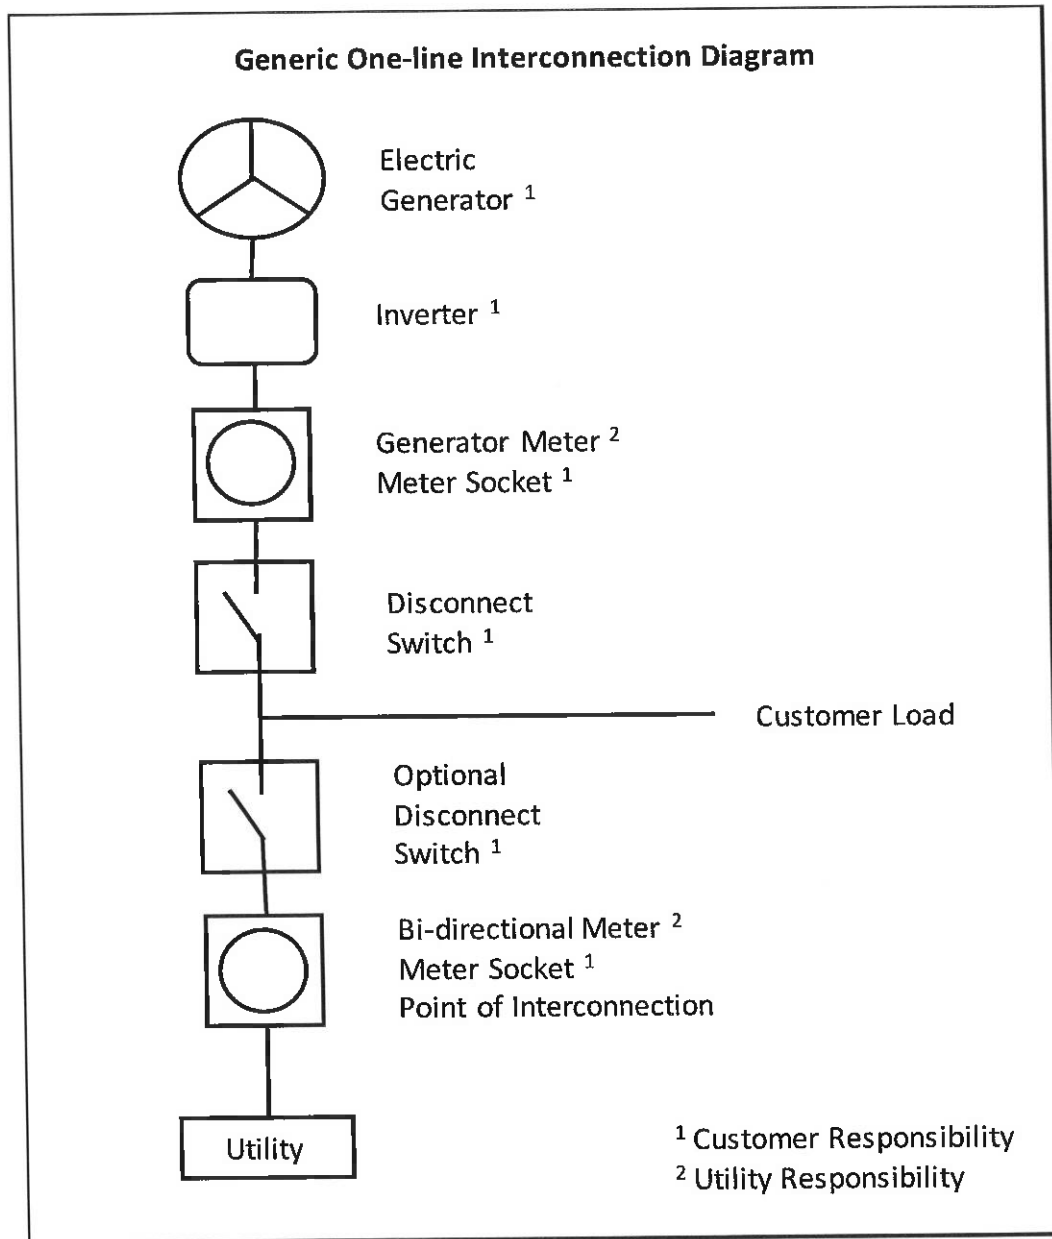 Generic One-line Interconnection Diagram
Electric
Generator ¹
Inverter ¹
Generator Meter ²
Meter Socket ¹
Disconnect
Switch ¹
Customer Load
Optional
Disconnect
Switch ¹
Bi-directional Meter ²
Meter Socket ¹
Point of Interconnection
Utility
¹ Customer Responsibility
² Utility Responsibility